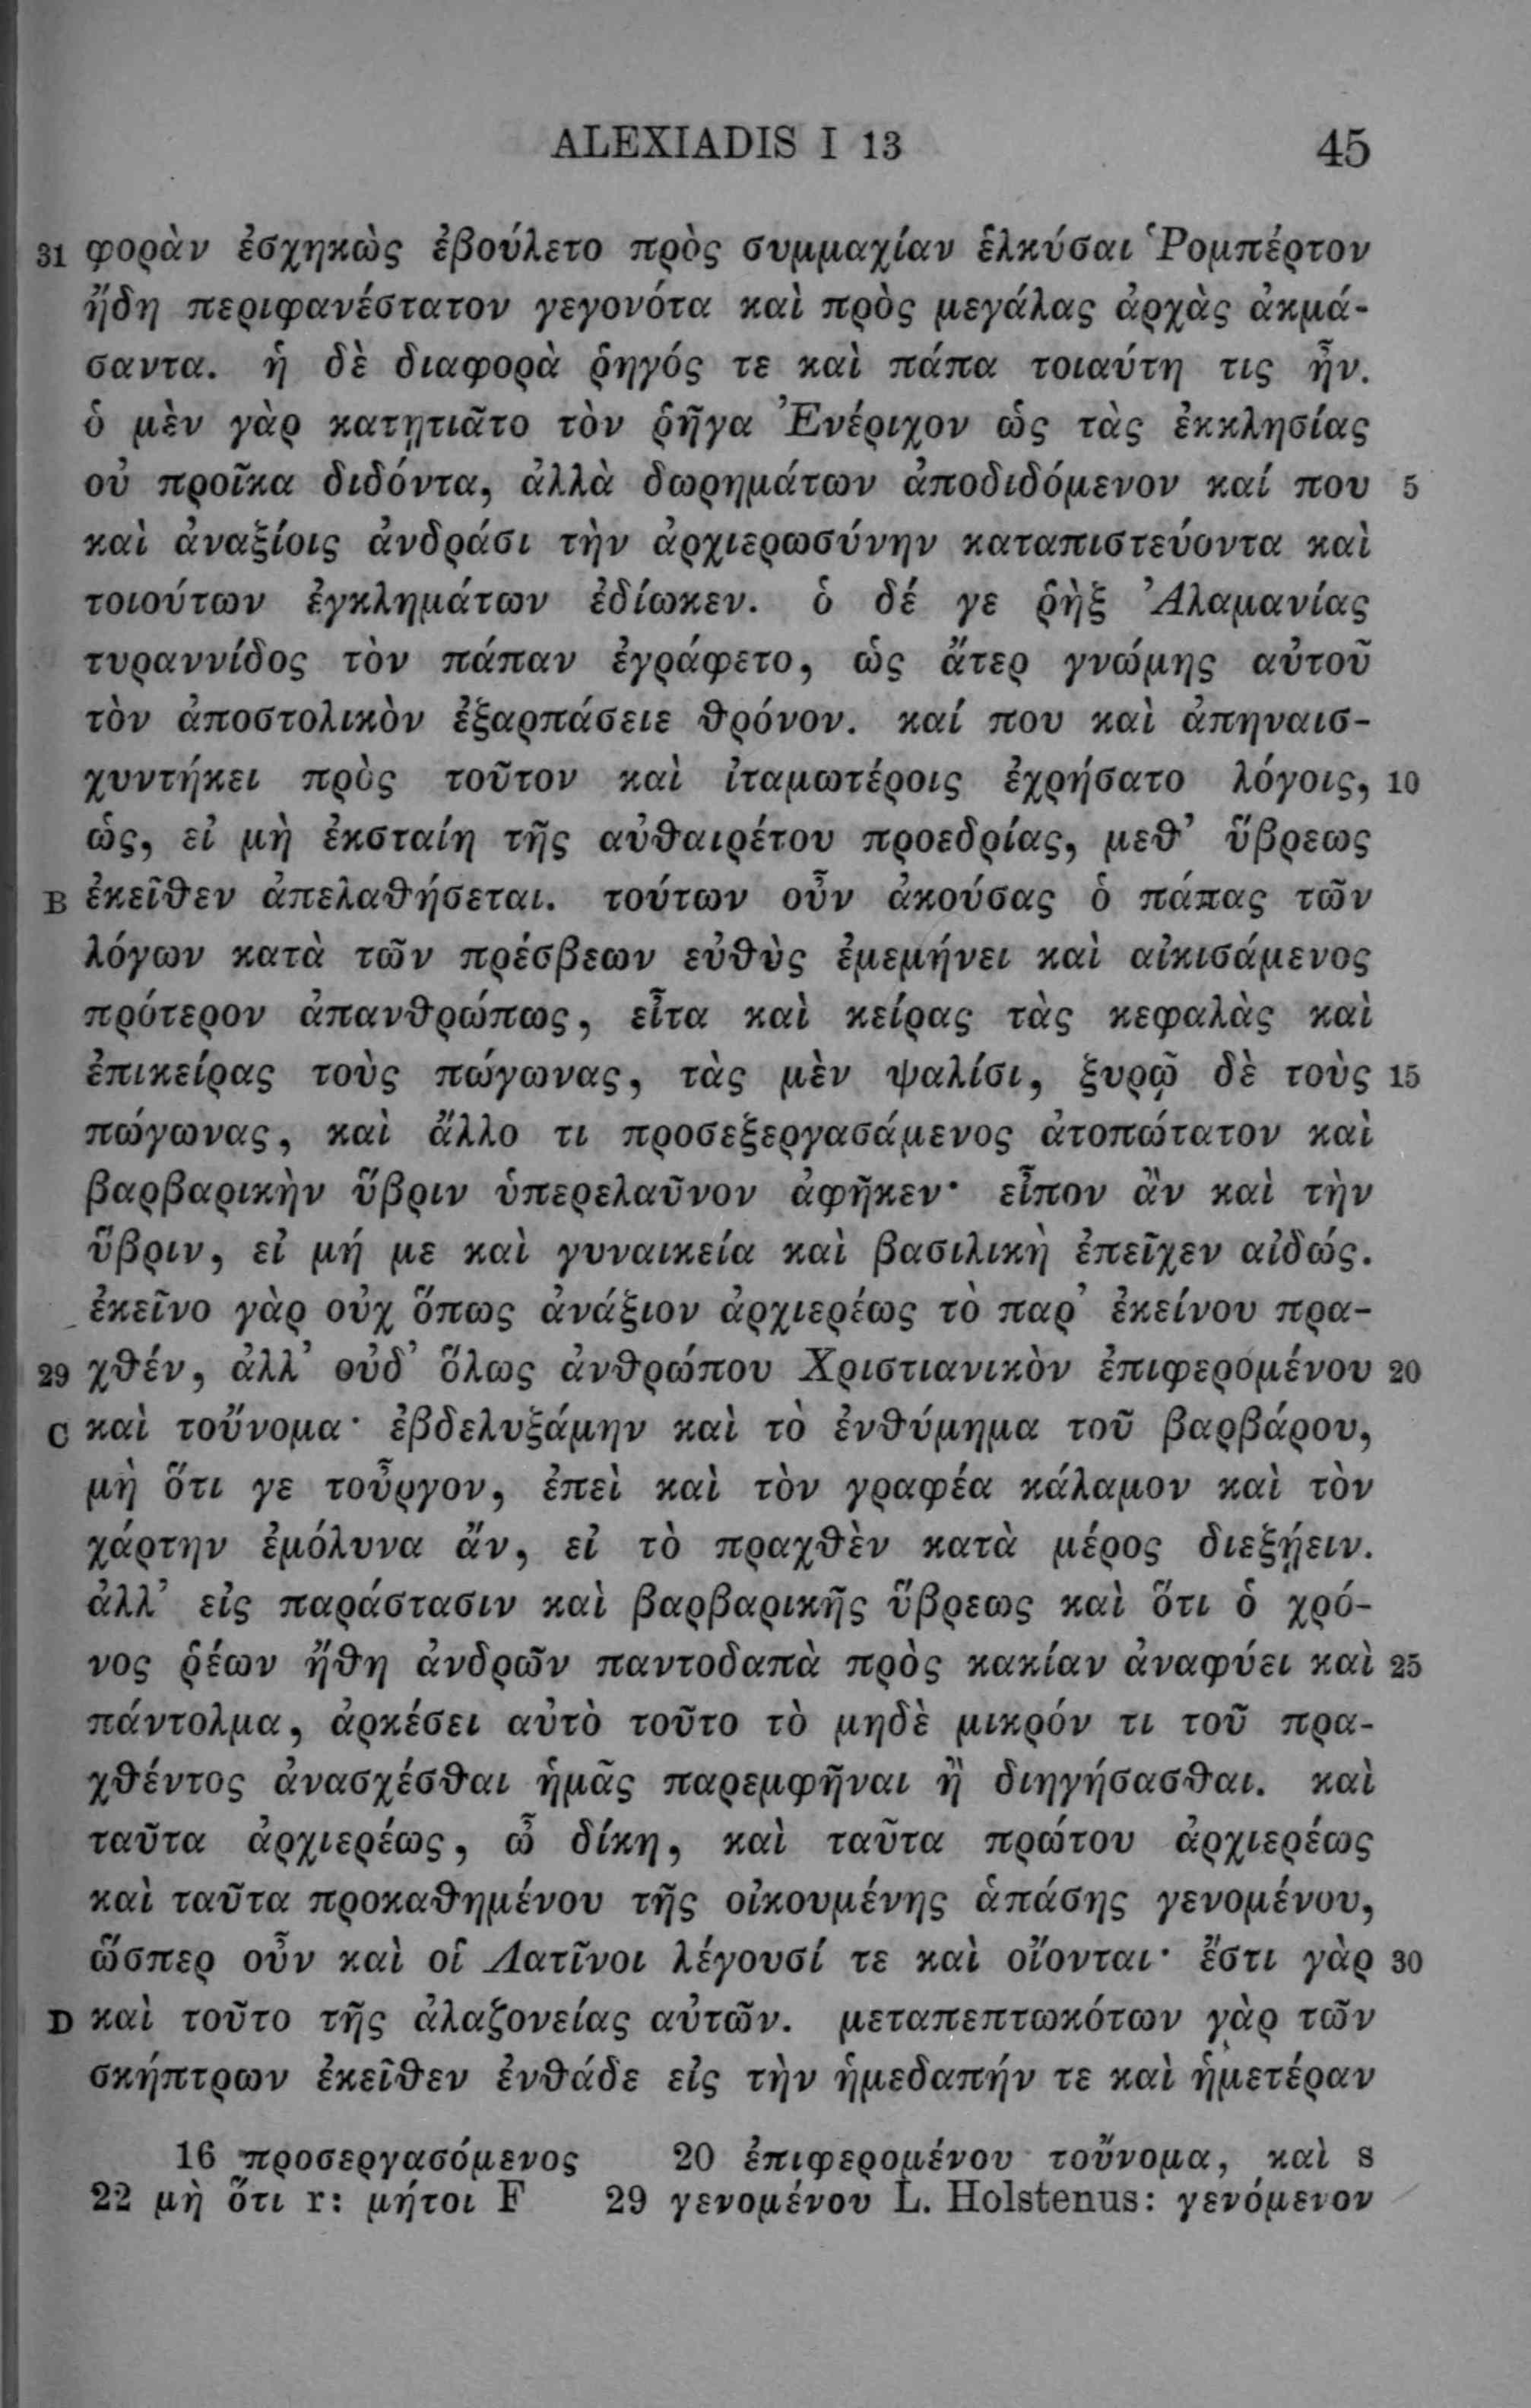 ALEXIADIS I 13 45
31 φορὰν ἐσχηκὼς ἐβούλετο πρὸς συμμαχίαν ἑλκύσαι Ῥομπέρτον
ἤδη περιφανέστατον γεγονότα καὶ πρὸς μεγάλας ἀρχὰς ἀκμά-
σαντα. ἡ δὲ διαφορὰ ῥηγός τε καὶ πάπα τοιαύτη τις ἦν.
ὁ μὲν γὰρ κατῃτιᾶτο τὸν ῥῆγα Ἐνέριχον ὡς τὰς ἐκκλησίας
οὐ προῖκα διδόντα, ἀλλὰ δωρημάτων ἀποδιδόμενον καί που 5
καὶ ἀναξίοις ἀνδράσι τὴν ἀρχιερωσύνην καταπιστεύοντα καὶ
τοιούτων ἐγκλημάτων ἐδίωκεν. ὁ δέ γε ῥὴξ Ἀλαμανίας
τυραννίδος τὸν πάπαν ἐγράφετο, ὡς ἄτερ γνώμης αὐτοῦ
τὸν ἀποστολικὸν ἐξαρπάσειε θρόνον. καί που καὶ ἀπηναισ-
χυντήκει πρὸς τοῦτον καὶ ἰταμωτέροις ἐχρήσατο λόγοις, 10
ὡς, εἰ μὴ ἐκσταίη τῆς αὐθαιρέτου προεδρίας, μεθ’ ὕβρεως
B ἐκεῖθεν ἀπελαθήσεται. τούτων οὖν ἀκούσας ὁ πάπας τῶν
λόγων κατὰ τῶν πρέσβεων εὐθὺς ἐμεμήνει καὶ αἰκισάμενος
πρότερον ἀπανθρώπως, εἶτα καὶ κείρας τὰς κεφαλὰς καὶ
ἐπικείρας τοὺς πώγωνας, τὰς μὲν ψαλίσι, ξυρῷ δὲ τοὺς 15
πώγωνας, καὶ ἄλλο τι προσεξεργασάμενος ἀτοπώτατον καὶ
βαρβαρικὴν ὕβριν ὑπερελαῦνον ἀφῆκεν· εἶπον ἂν καὶ τὴν
ὕβριν, εἰ μή με καὶ γυναικεία καὶ βασιλικὴ ἐπεῖχεν αἰδώς.
ἐκεῖνο γὰρ οὐχ ὅπως ἀνάξιον ἀρχιερέως τὸ παρ’ ἐκείνου πρα-
29 χθέν, ἀλλ’ οὐδ’ ὅλως ἀνθρώπου Χριστιανικὸν ἐπιφερομένου 20
C καὶ τοὔνομα· ἐβδελυξάμην καὶ τὸ ἐνθύμημα τοῦ βαρβάρου,
μὴ ὅτι γε τοὖργον, ἐπεὶ καὶ τὸν γραφέα κάλαμον καὶ τὸν
χάρτην ἐμόλυνα ἄν, εἰ τὸ πραχθὲν κατὰ μέρος διεξῄειν.
ἀλλ’ εἰς παράστασιν καὶ βαρβαρικῆς ὕβρεως καὶ ὅτι ὁ χρό-
νος ῥέων ἤθη ἀνδρῶν παντοδαπὰ πρὸς κακίαν ἀναφύει καὶ 25
πάντολμα, ἀρκέσει αὐτὸ τοῦτο τὸ μηδὲ μικρόν τι τοῦ πρα-
χθέντος ἀνασχέσθαι ἡμᾶς παρεμφῆναι ἢ διηγήσασθαι. καὶ
ταῦτα ἀρχιερέως, ὦ δίκη, καὶ ταῦτα πρώτου ἀρχιερέως
καὶ ταῦτα προκαθημένου τῆς οἰκουμένης ἁπάσης γενομένου,
ὥσπερ οὖν καὶ οἱ Λατῖνοι λέγουσί τε καὶ οἴονται· ἔστι γὰρ 30
D καὶ τοῦτο τῆς ἀλαζονείας αὐτῶν. μεταπεπτωκότων γὰρ τῶν
σκήπτρων ἐκεῖθεν ἐνθάδε εἰς τὴν ἡμεδαπήν τε καὶ ἡμετέραν
16 προσεργασόμενος 20 ἐπιφερομένου τοὔνομα, καὶ s
22 μὴ ὅτι r: μήτοι F 29 γενομένου L. Holstenus: γενόμενον